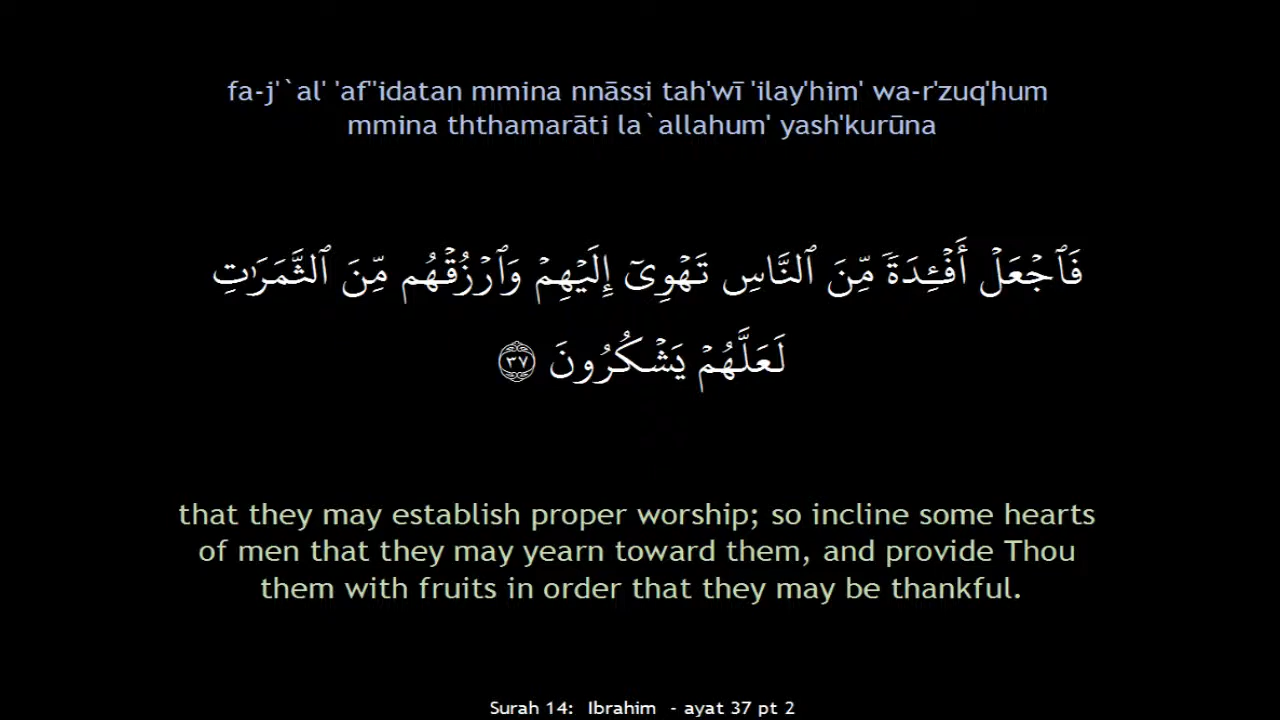 fa-j'`al' 'af''idatan mmina nnāssi tah'wī 'ilay'him' wa-r'zuq'hum
mmina ththamarāti la`allahum' yash'kurūna
فَٱجْعَلْ أَفْـِٔدَةً مِّنَ ٱلنَّاسِ تَهْوِىٓ إِلَيْهِمْ وَٱرْزُقْهُم مِّنَ ٱلثَّمَرَٰتِ
لَعَلَّهُمْ يَشْكُرُونَ ٣٧
that they may establish proper worship; so incline some hearts
of men that they may yearn toward them, and provide Thou
them with fruits in order that they may be thankful.
Surah 14: Ibrahim - ayat 37 pt 2